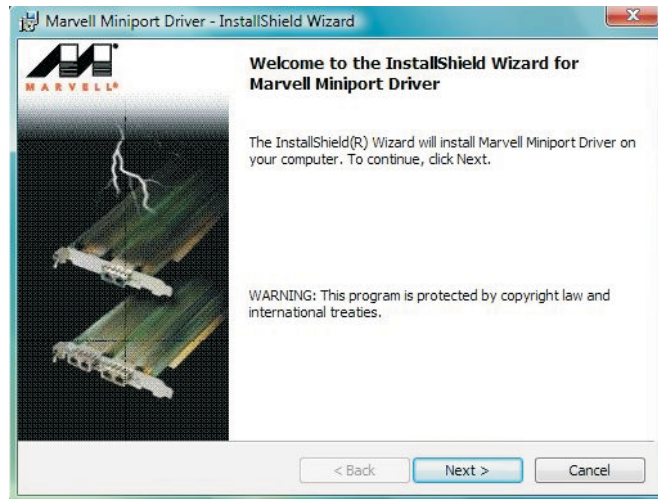 Marvell Miniport Driver - InstallShield Wizard
MARVELL®
Welcome to the InstallShield Wizard for
Marvell Miniport Driver
The InstallShield(R) Wizard will install Marvell Miniport Driver on
your computer. To continue, click Next.
WARNING: This program is protected by copyright law and
international treaties.
< Back
Next >
Cancel